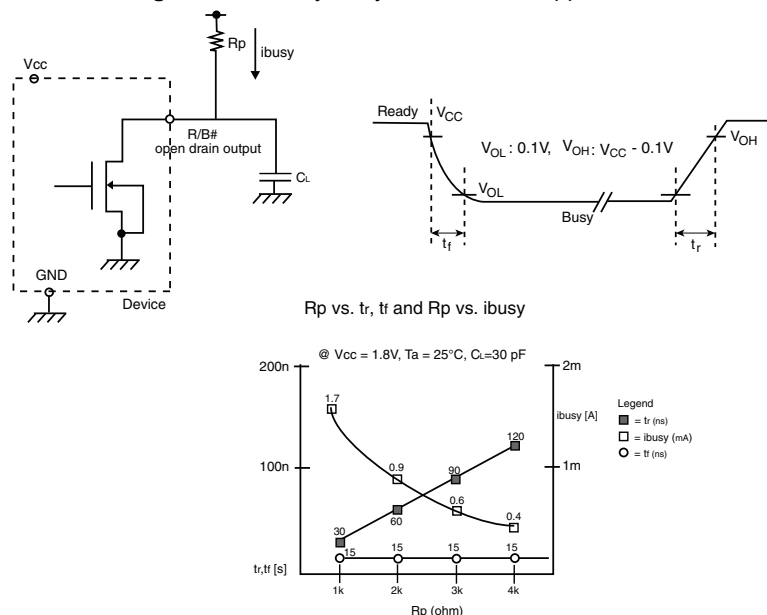 Rp
ibusy
Vcc
R/B#
open drain output
CL
GND
Device
Ready
VCC
VOL : 0.1V, VOH : VCC - 0.1V
VOH
VOL
Busy
tf
tr
Rp vs. tr, tf and Rp vs. ibusy
@ Vcc = 1.8V, Ta = 25°C, CL=30 pF
200n
2m
1.7
ibusy [A]
Legend
= tr (ns)
= ibusy (mA)
= tf (ns)
120
100n
0.9
90
1m
0.6
60
0.4
30
15
15
15
15
tr,tf [s]
1k
2k
3k
4k
Rp (ohm)